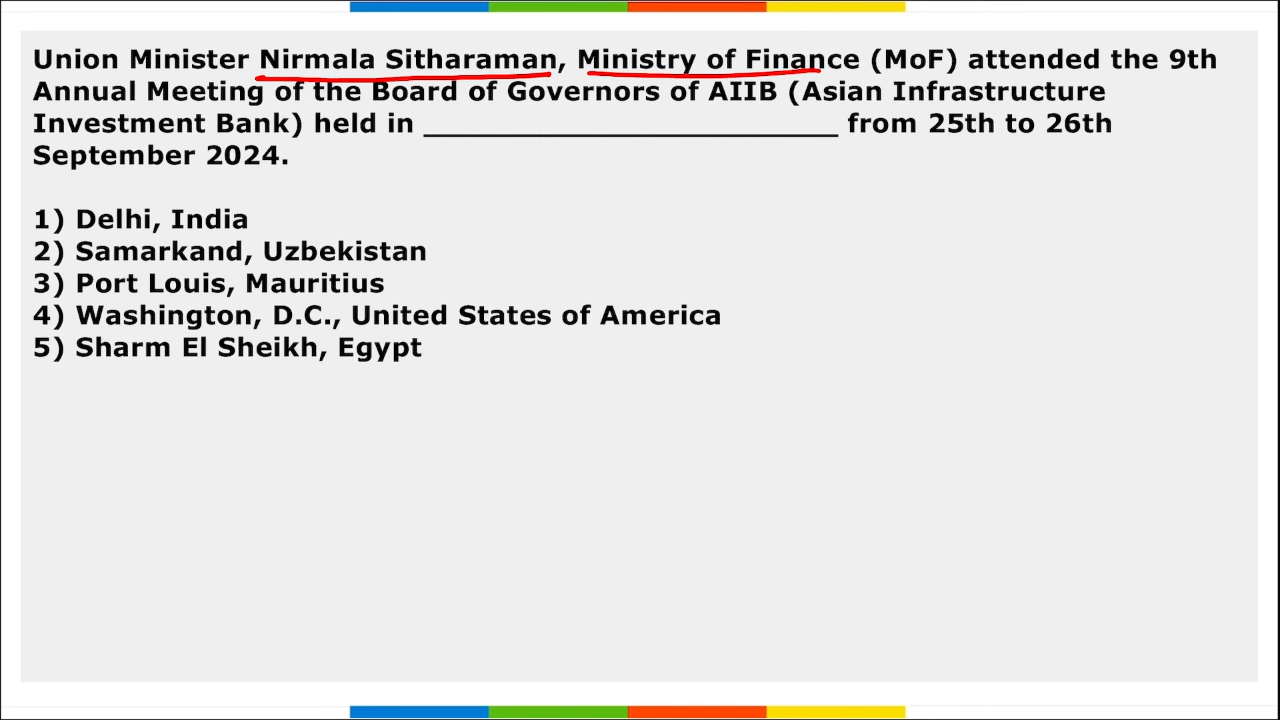 Union Minister Nirmala Sitharaman, Ministry of Finance (MoF) attended the 9th
Annual Meeting of the Board of Governors of AIIB (Asian Infrastructure
Investment Bank) held in __________________________ from 25th to 26th
September 2024.
1) Delhi, India
2) Samarkand, Uzbekistan
3) Port Louis, Mauritius
4) Washington, D.C., United States of America
5) Sharm El Sheikh, Egypt